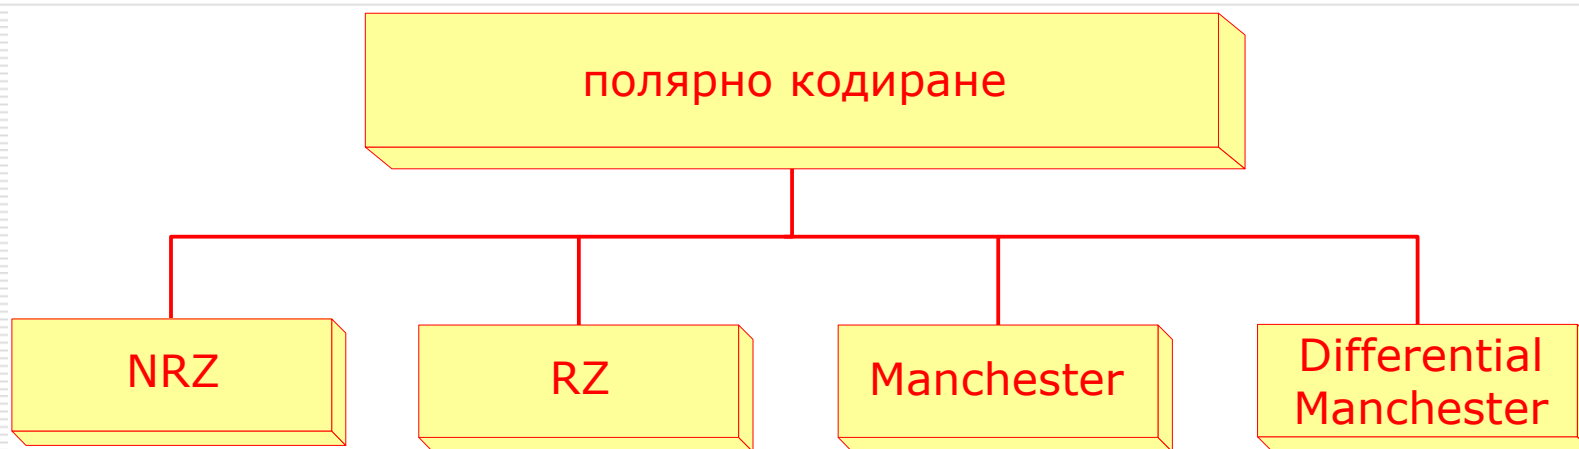 полярно кодиране
NRZ
RZ
Manchester
Differential
Manchester